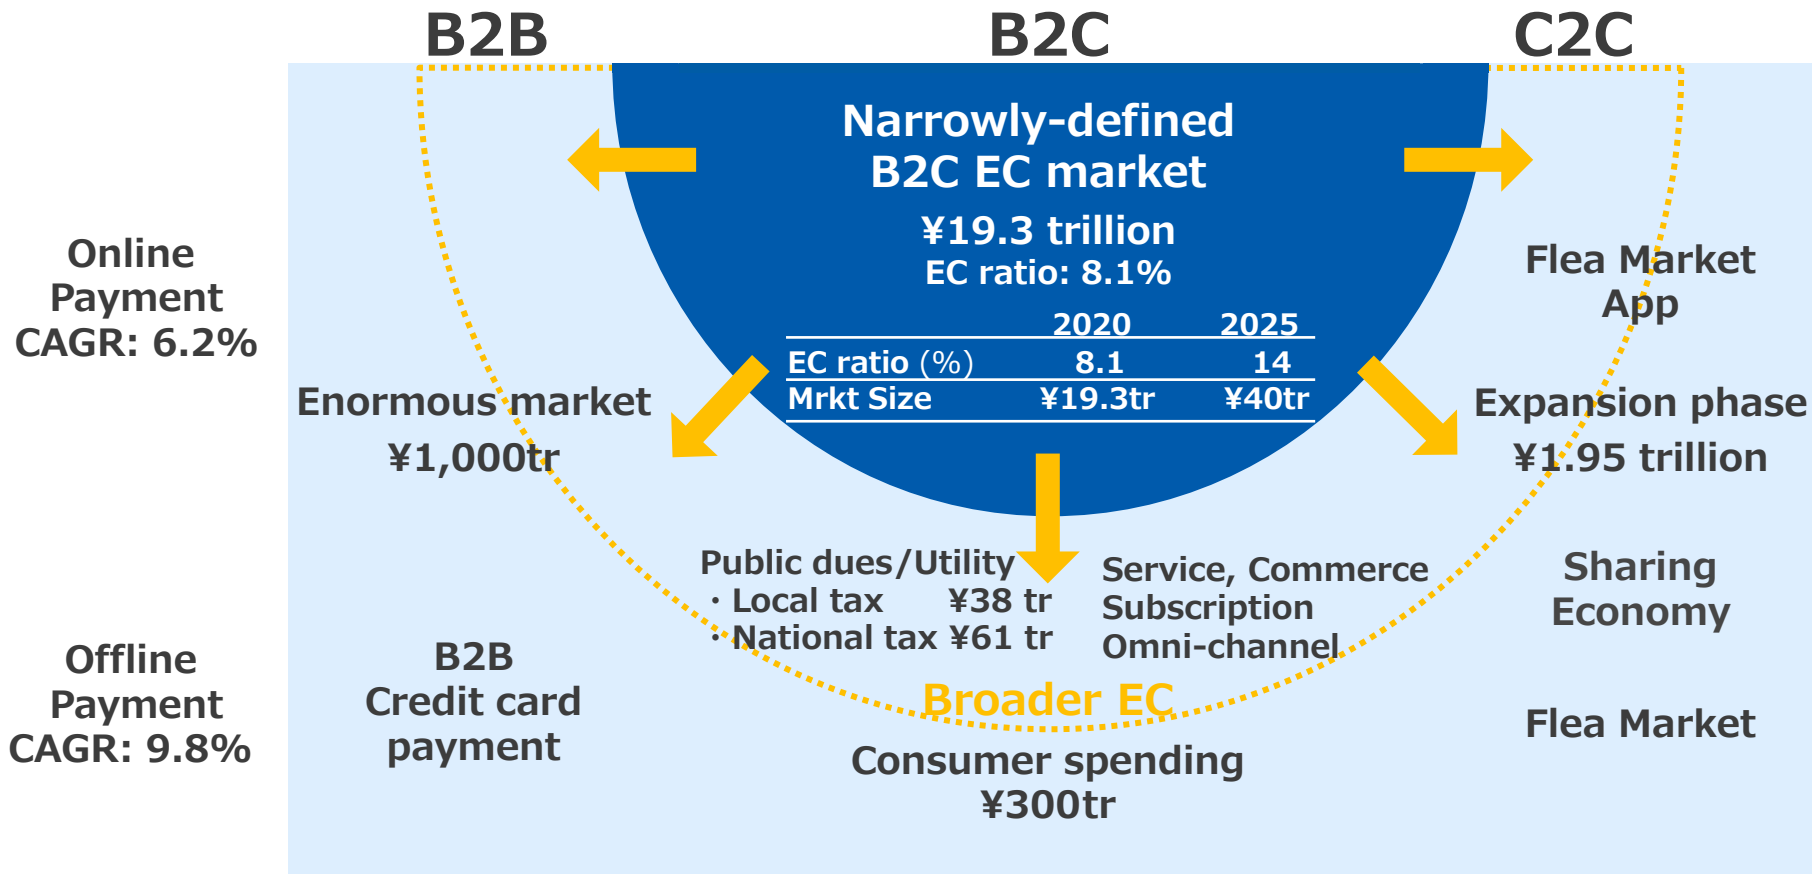 B2B
B2C
C2C
Narrowly-defined
B2C EC market
¥19.3 trillion
EC ratio: 8.1%
2020 2025
EC ratio (%) 8.1 14
Mrkt Size ¥19.3tr ¥40tr
Online
Payment
CAGR: 6.2%
Enormous market
¥1,000tr
Flea Market
App
Expansion phase
¥1.95 trillion
Public dues/Utility
・Local tax ¥38 tr
・National tax ¥61 tr
Service, Commerce
Subscription
Omni-channel
Sharing
Economy
Offline
Payment
CAGR: 9.8%
B2B
Credit card
payment
Broader EC
Consumer spending
¥300tr
Flea Market